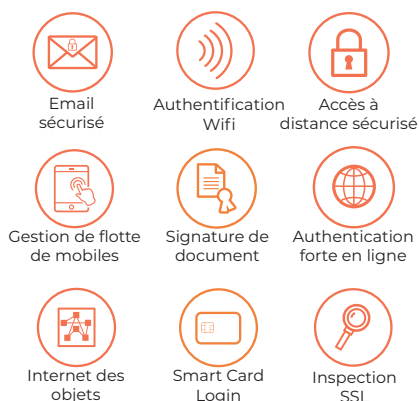 Email
sécurisé
Authentification
Wifi
Accès à
distance sécurisé
Gestion de flotte
de mobiles
Signature de
document
Authentication
forte en ligne
Internet des
objets
Smart Card
Login
Inspection
SSL